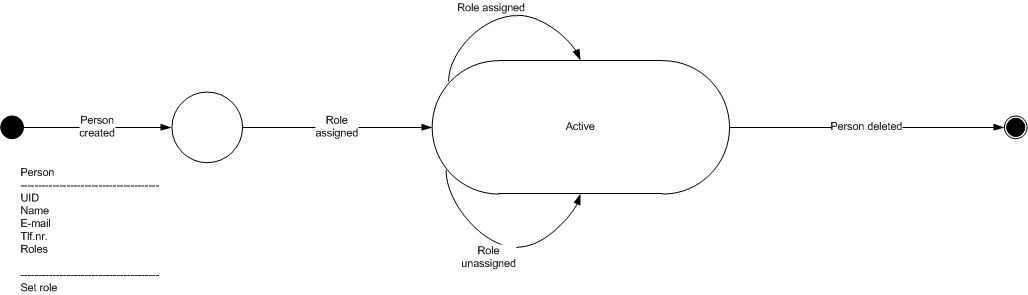 Role assigned
Person
created
Role
assigned
Active
Person deleted
Person
---------------------------------------
UID
Name
E-mail
Tlf.nr.
Roles
---------------------------------------
Set role
Role
unassigned